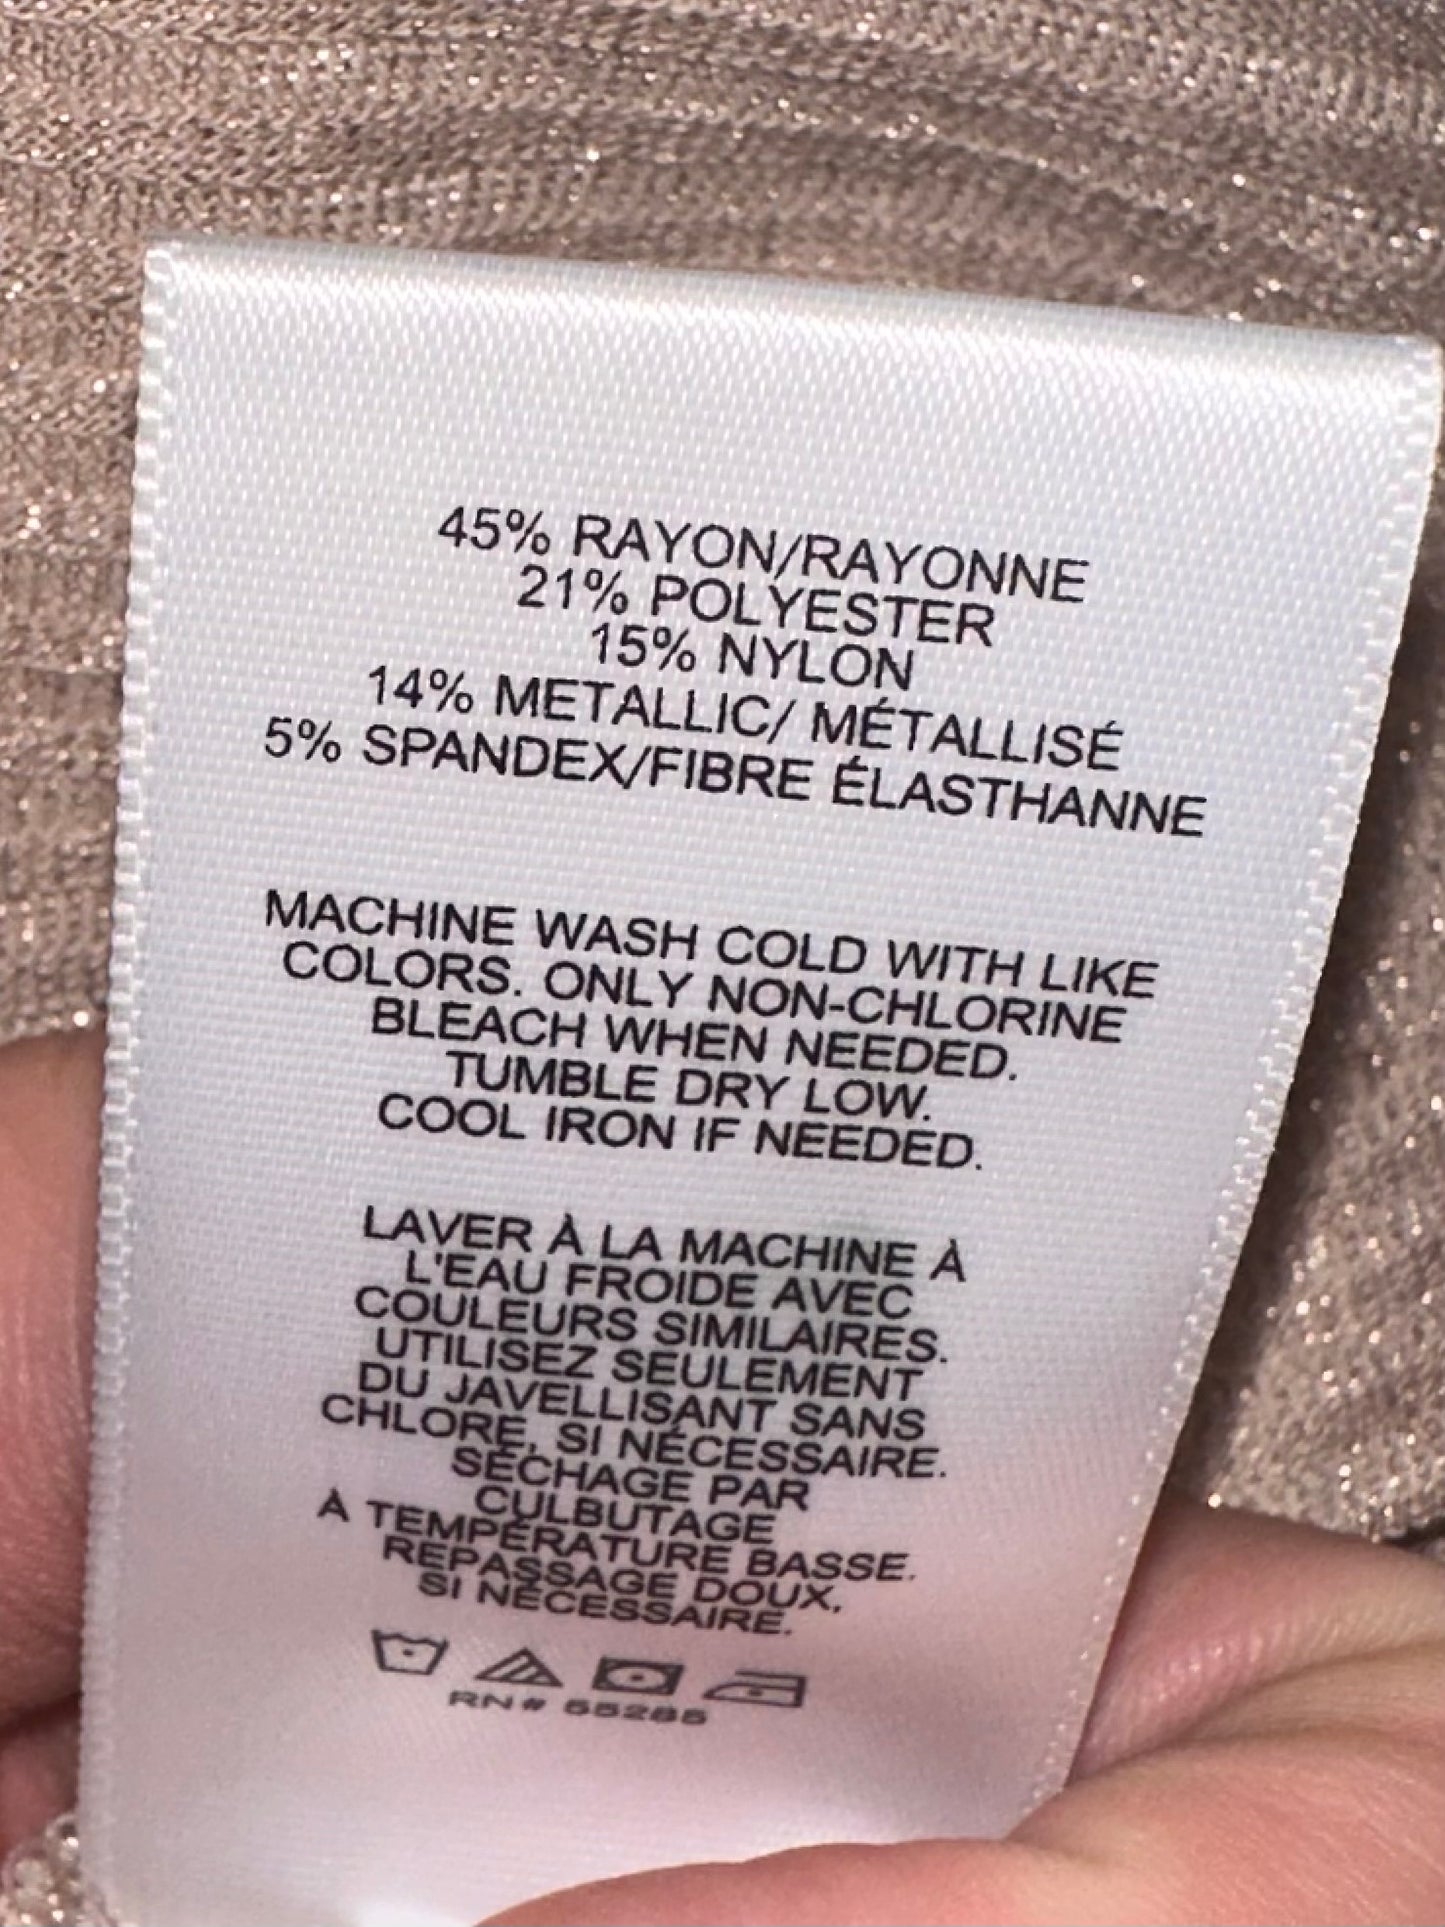 45% RAYON/RAYONNE
21% POLYESTER
15% NYLON
14% METALLIC/ MÉTALLISÉ
5% SPANDEX/FIBRE ÉLASTHANNE
MACHINE WASH COLD WITH LIKE
COLORS. ONLY NON-CHLORINE
BLEACH WHEN NEEDED.
TUMBLE DRY LOW.
COOL IRON IF NEEDED.
LAVER À LA MACHINE À
L'EAU FROIDE AVEC
COULEURS SIMILAIRES.
UTILISEZ SEULEMENT
DU JAVELLISANT SANS
CHLORE, SI NÉCESSAIRE.
SÉCHAGE PAR
CULBUTAGE
À TEMPÉRATURE BASSE.
REPASSAGE DOUX,
SI NÉCESSAIRE.
RN# 55285